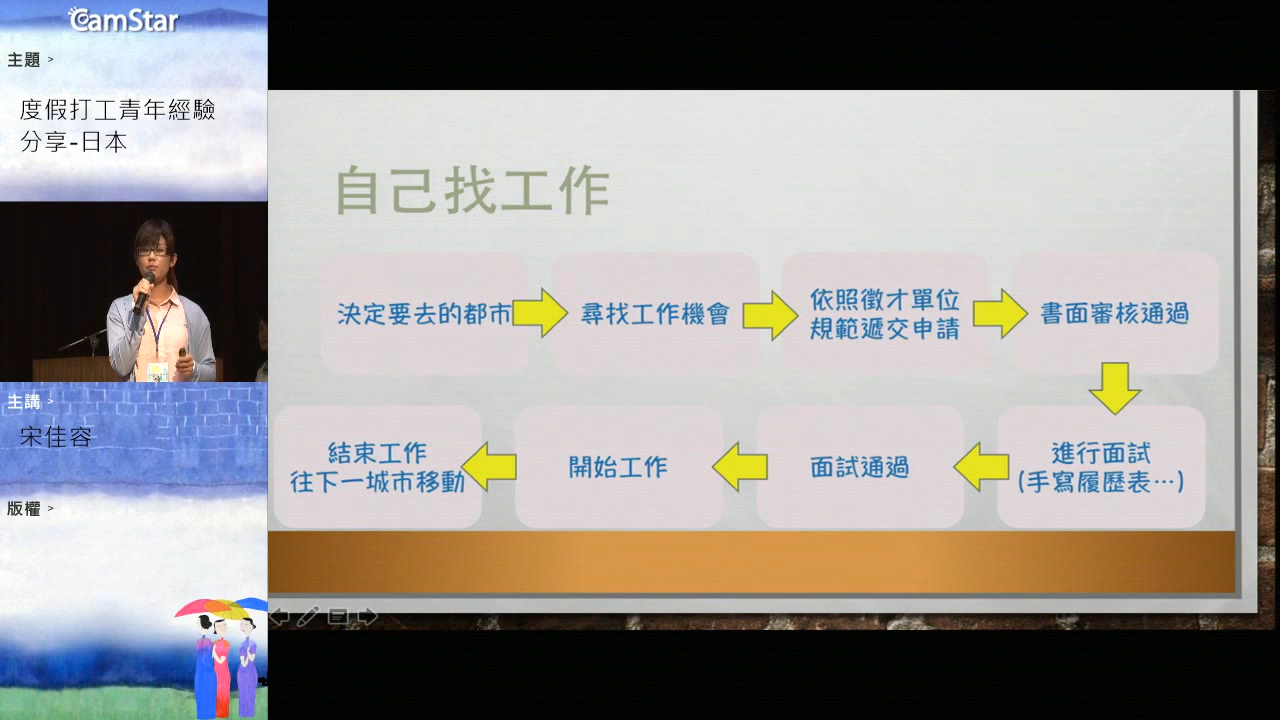 CamStar
主題 >
度假打工青年經驗
分享-日本
主講 >
宋佳容
版權 >
自己找工作
決定要去的都市
尋找工作機會
依照徵才單位
規範遞交申請
書面審核通過
進行面試
(手寫履歷表…)
面試通過
開始工作
結束工作
往下一城市移動